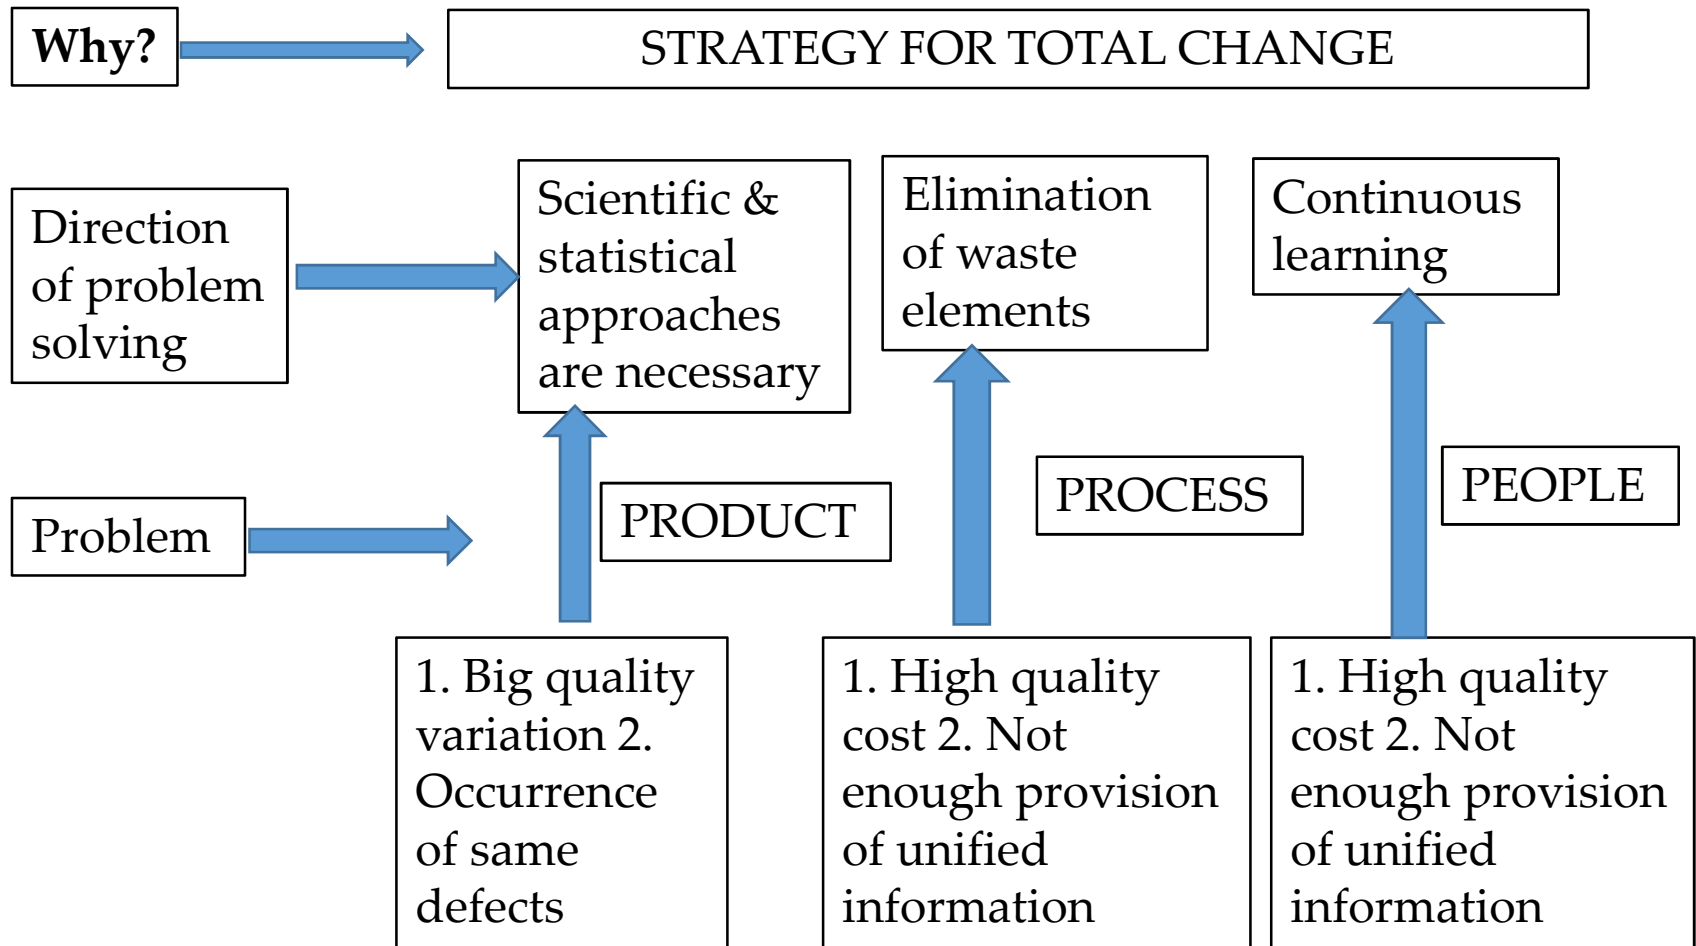 Why?
STRATEGY FOR TOTAL CHANGE
Direction
of problem
solving
Scientific &
statistical
approaches
are necessary
Elimination
of waste
elements
Continuous
learning
Problem
PRODUCT
PROCESS
PEOPLE
1. Big quality
variation 2.
Occurrence
of same
defects
1. High quality
cost 2. Not
enough provision
of unified
information
1. High quality
cost 2. Not
enough provision
of unified
information